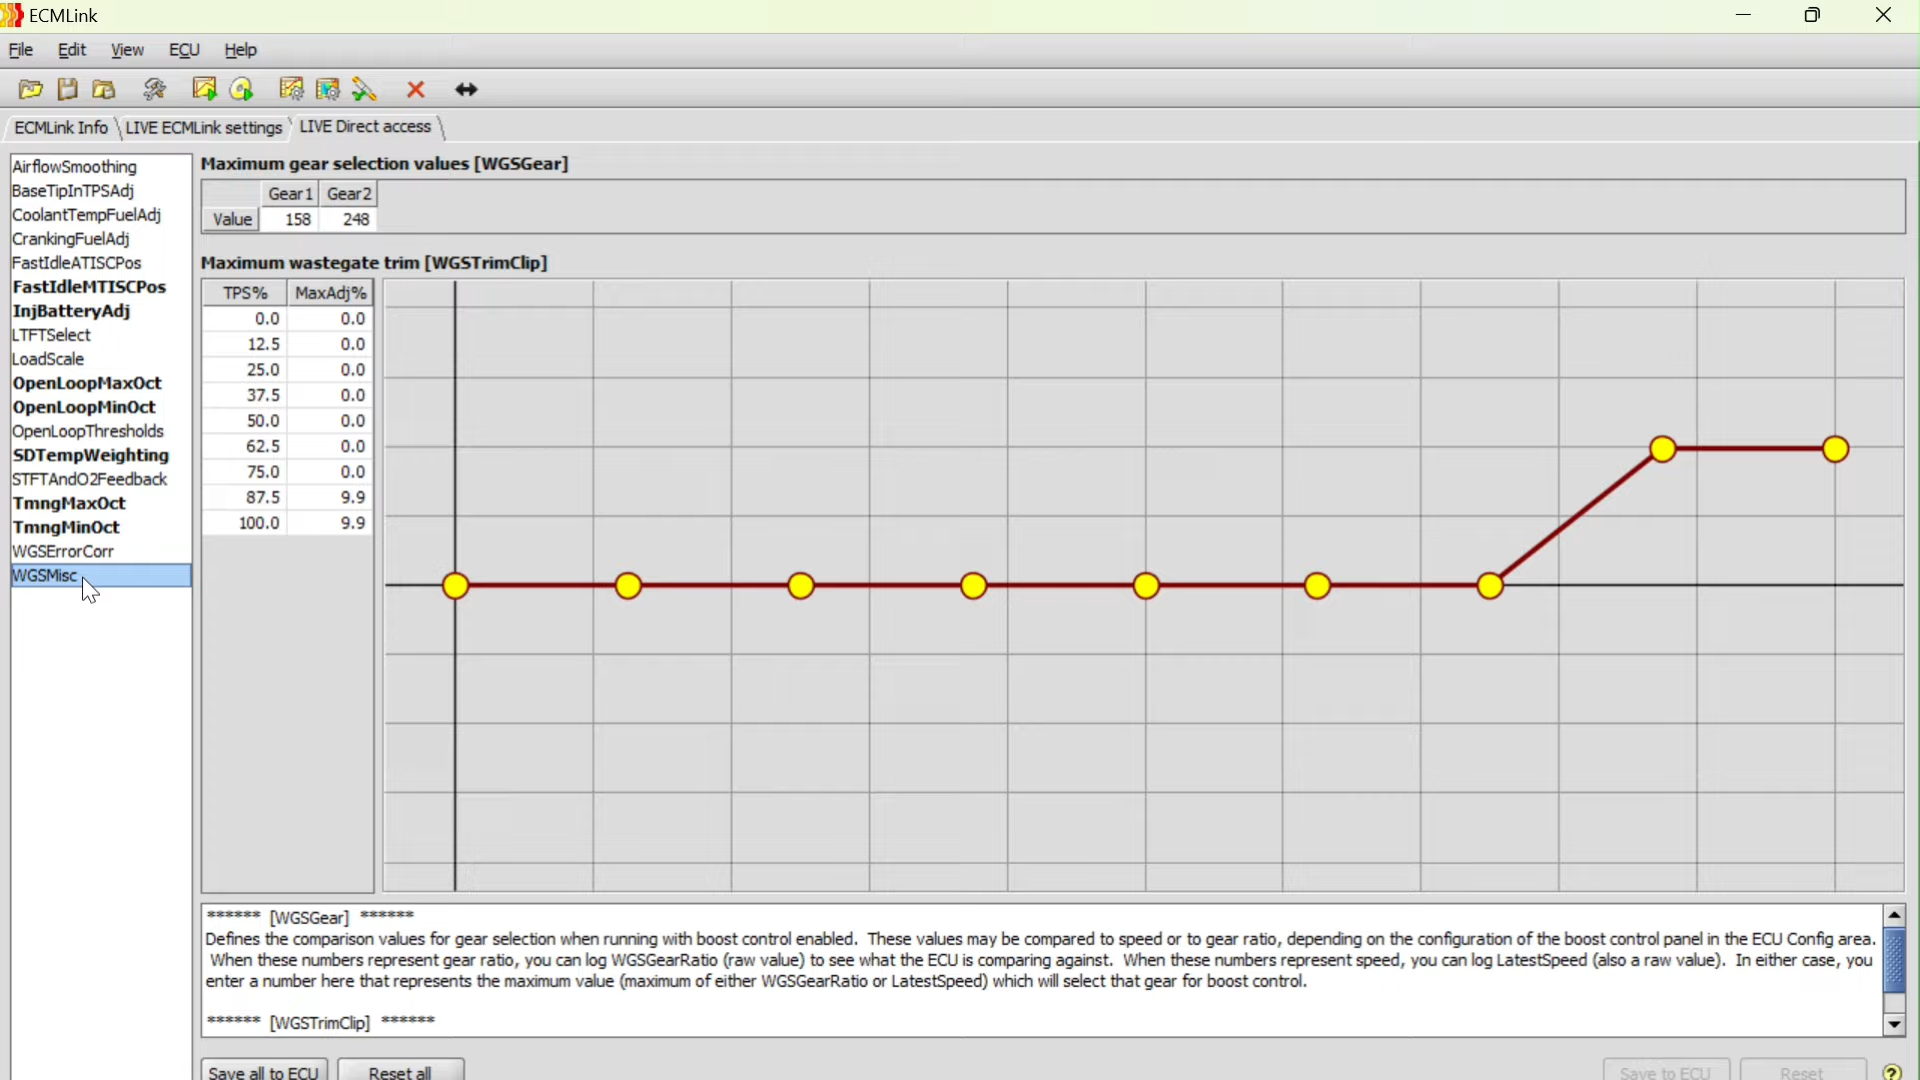 ECMLink
File Edit View ECU Help
ECMLink Info LIVE ECMLink settings LIVE Direct access
AirflowSmoothing
BaseTipInTPSAdj
CoolantTempFuelAdj
CrankingFuelAdj
FastIdleATISCPos
FastIdleMTISCPos
InjBatteryAdj
LTFTSelect
LoadScale
OpenLoopMaxOct
OpenLoopMinOct
OpenLoopThresholds
SDTempWeighting
STFTAndO2Feedback
TmngMaxOct
TmngMinOct
WGSErrorCorr
WGSMisc
Maximum gear selection values [WGSGear]
Gear1 Gear2
Value 158 248
Maximum wastegate trim [WGSTrimClip]
TPS% MaxAdj%
0.0 0.0
12.5 0.0
25.0 0.0
37.5 0.0
50.0 0.0
62.5 0.0
75.0 0.0
87.5 9.9
100.0 9.9
****** [WGSGear] ******
Defines the comparison values for gear selection when running with boost control enabled. These values may be compared to speed or to gear ratio, depending on the configuration of the boost control panel in the ECU Config area.
When these numbers represent gear ratio, you can log WGSGearRatio (raw value) to see what the ECU is comparing against. When these numbers represent speed, you can log LatestSpeed (also a raw value). In either case, you
enter a number here that represents the maximum value (maximum of either WGSGearRatio or LatestSpeed) which will select that gear for boost control.
****** [WGSTrimClip] ******
Save all to ECU Reset all Save to ECU Reset ?